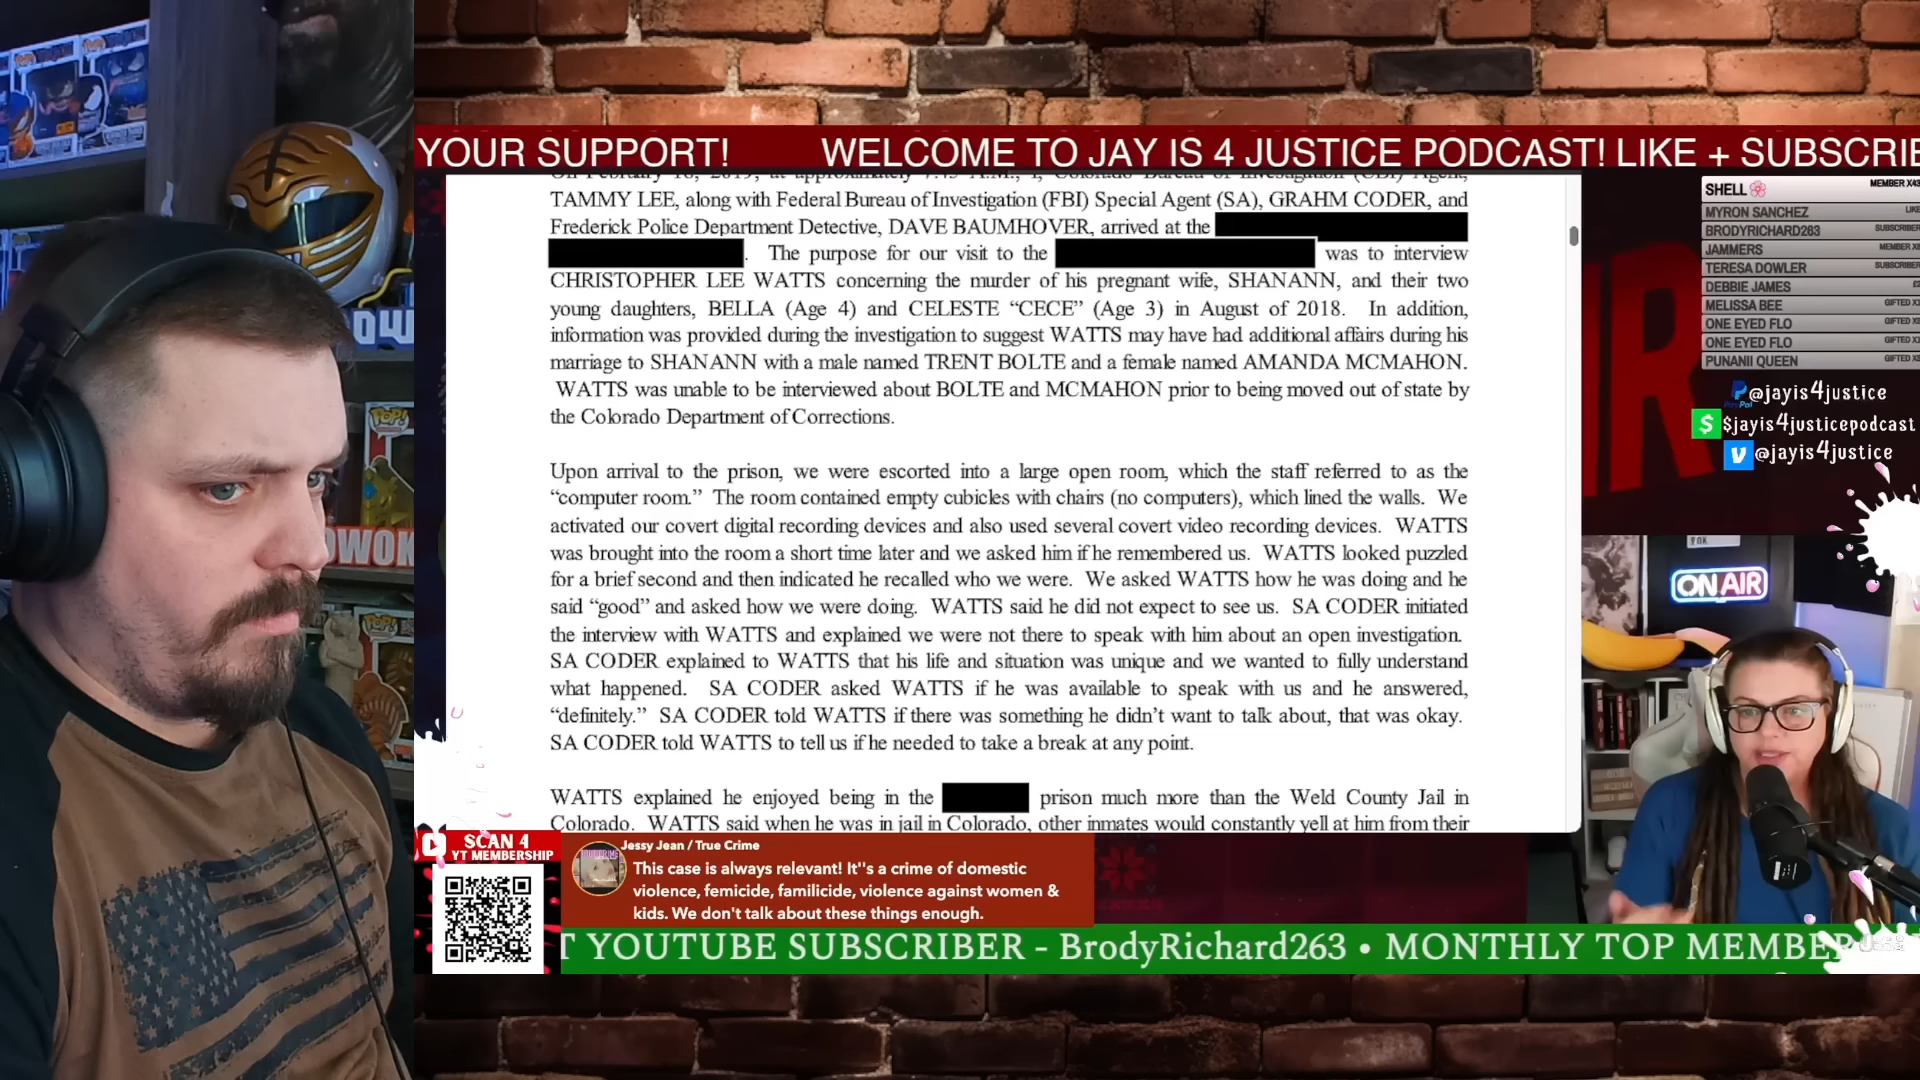 YOUR SUPPORT! WELCOME TO JAY IS 4 JUSTICE PODCAST! LIKE + SUBSCRIBE
TAMMY LEE, along with Federal Bureau of Investigation (FBI) Special Agent (SA), GRAHM CODER, and
Frederick Police Department Detective, DAVE BAUMHOVER, arrived at the
. The purpose for our visit to the was to interview
CHRISTOPHER LEE WATTS concerning the murder of his pregnant wife, SHANANN, and their two
young daughters, BELLA (Age 4) and CELESTE “CECE” (Age 3) in August of 2018. In addition,
information was provided during the investigation to suggest WATTS may have had additional affairs during his
marriage to SHANANN with a male named TRENT BOLTE and a female named AMANDA MCMAHON.
WATTS was unable to be interviewed about BOLTE and MCMAHON prior to being moved out of state by
the Colorado Department of Corrections.
Upon arrival to the prison, we were escorted into a large open room, which the staff referred to as the
“computer room.” The room contained empty cubicles with chairs (no computers), which lined the walls. We
activated our covert digital recording devices and also used several covert video recording devices. WATTS
was brought into the room a short time later and we asked him if he remembered us. WATTS looked puzzled
for a brief second and then indicated he recalled who we were. We asked WATTS how he was doing and he
said “good” and asked how we were doing. WATTS said he did not expect to see us. SA CODER initiated
the interview with WATTS and explained we were not there to speak with him about an open investigation.
SA CODER explained to WATTS that his life and situation was unique and we wanted to fully understand
what happened. SA CODER asked WATTS if he was available to speak with us and he answered,
“definitely.” SA CODER told WATTS if there was something he didn’t want to talk about, that was okay.
SA CODER told WATTS to tell us if he needed to take a break at any point.
WATTS explained he enjoyed being in the prison much more than the Weld County Jail in
Colorado. WATTS said when he was in jail in Colorado, other inmates would constantly yell at him from their
SHELL🌸 MEMBER X43
MYRON SANCHEZ LIKE
BRODYRICHARD263 SUBSCRIBER
JAMMERS MEMBER
TERESA DOWLER SUBSCRIBER
DEBBIE JAMES
MELISSA BEE GIFTED
ONE EYED FLO GIFTED
ONE EYED FLO GIFTED
PUNANII QUEEN GIFTED
@jayis4justice
$jayis4justicepodcast
@jayis4justice
ON AIR
SCAN 4
YT MEMBERSHIP
Jessy Jean / True Crime
This case is always relevant! It''s a crime of domestic
violence, femicide, familicide, violence against women &
kids. We don't talk about these things enough.
T YOUTUBE SUBSCRIBER - BrodyRichard263 • MONTHLY TOP MEMBER